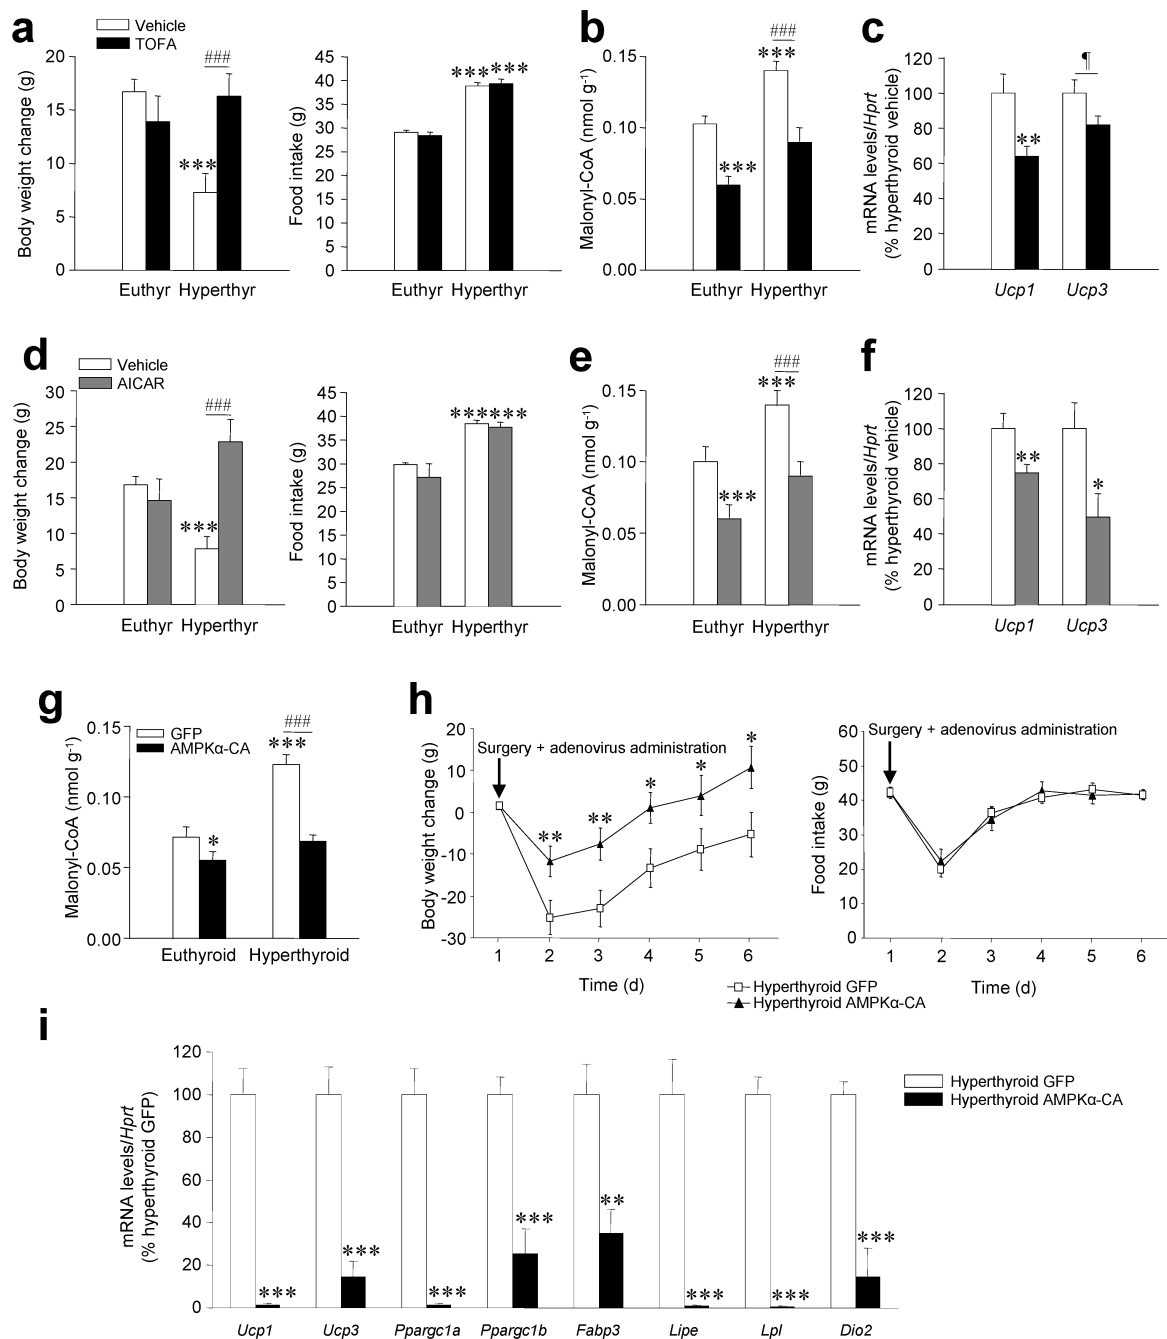 a
Vehicle
TOFA
Body weight change (g)
20
15
10
5
0
***
###
Euthyr Hyperthyr
Food intake (g)
45
40
35
30
25
20
15
10
5
0
*** ***
Euthyr Hyperthyr
b
Malonyl-CoA (nmol g-1)
0.15
0.10
0.05
0.00
###
***
***
Euthyr Hyperthyr
c
mRNA levels/Hprt
(% hyperthyroid vehicle)
120
100
80
60
40
20
0
¶
**
Ucp1 Ucp3
d
Vehicle
AICAR
Body weight change (g)
30
25
20
15
10
5
0
###
***
Euthyr Hyperthyr
Food intake (g)
45
40
35
30
25
20
15
10
5
0
******
Euthyr Hyperthyr
e
Malonyl-CoA (nmol g-1)
0.15
0.10
0.05
0.00
###
***
***
Euthyr Hyperthyr
f
mRNA levels/Hprt
(% hyperthyroid vehicle)
120
100
80
60
40
20
0
**
*
Ucp1 Ucp3
g
GFP
AMPKα-CA
Malonyl-CoA (nmol g-1)
0.15
0.10
0.05
0.00
###
***
*
Euthyroid Hyperthyroid
h
Surgery + adenovirus administration
Body weight change (g)
20
10
0
-10
-20
-30
** ** * * *
1 2 3 4 5 6
Time (d)
Surgery + adenovirus administration
Food intake (g)
60
50
40
30
20
10
0
1 2 3 4 5 6
Time (d)
Hyperthyroid GFP
Hyperthyroid AMPKα-CA
i
mRNA levels/Hprt
(% hyperthyroid GFP)
120
100
80
60
40
20
0
*** *** *** *** ** *** *** ***
Ucp1 Ucp3 Ppargc1a Ppargc1b Fabp3 Lipe Lpl Dio2
Hyperthyroid GFP
Hyperthyroid AMPKα-CA